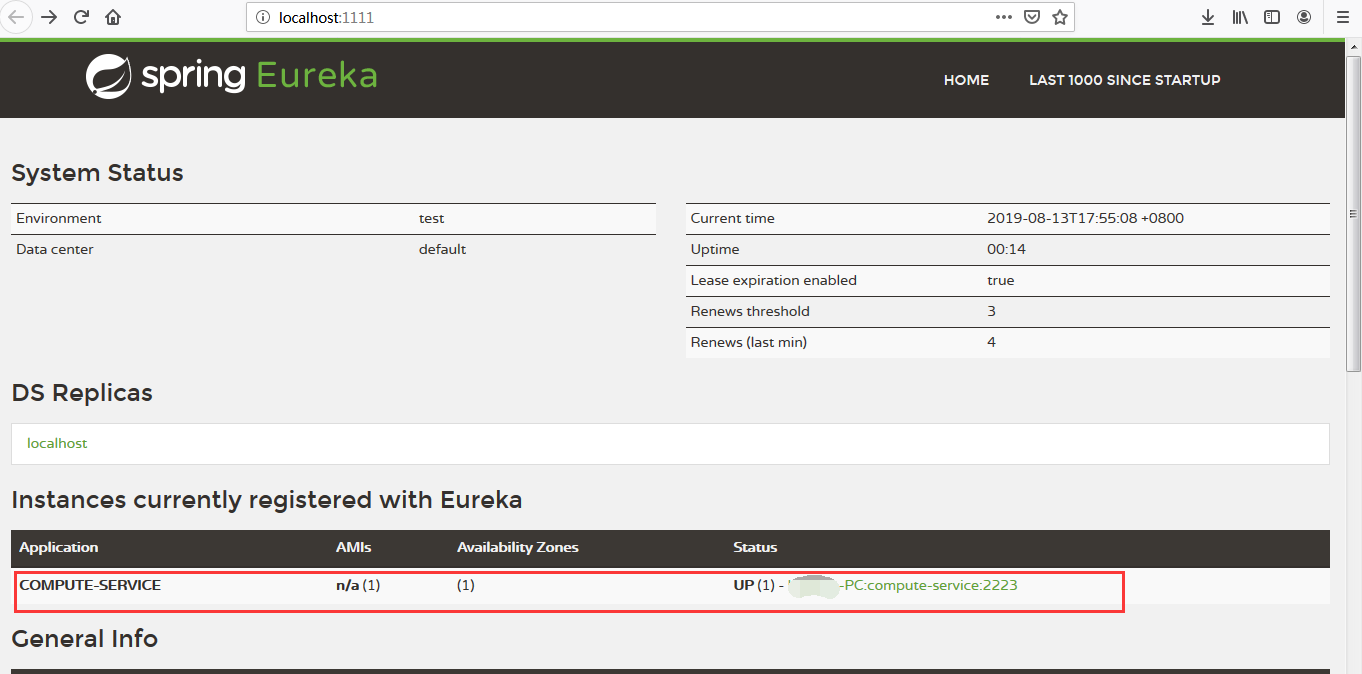 localhost:1111
spring Eureka
HOME LAST 1000 SINCE STARTUP
System Status
Environment test
Data center default
Current time 2019-08-13T17:55:08 +0800
Uptime 00:14
Lease expiration enabled true
Renews threshold 3
Renews (last min) 4
DS Replicas
localhost
Instances currently registered with Eureka
Application AMIs Availability Zones Status
COMPUTE-SERVICE n/a (1) (1) UP (1) - -PC:compute-service:2223
General Info